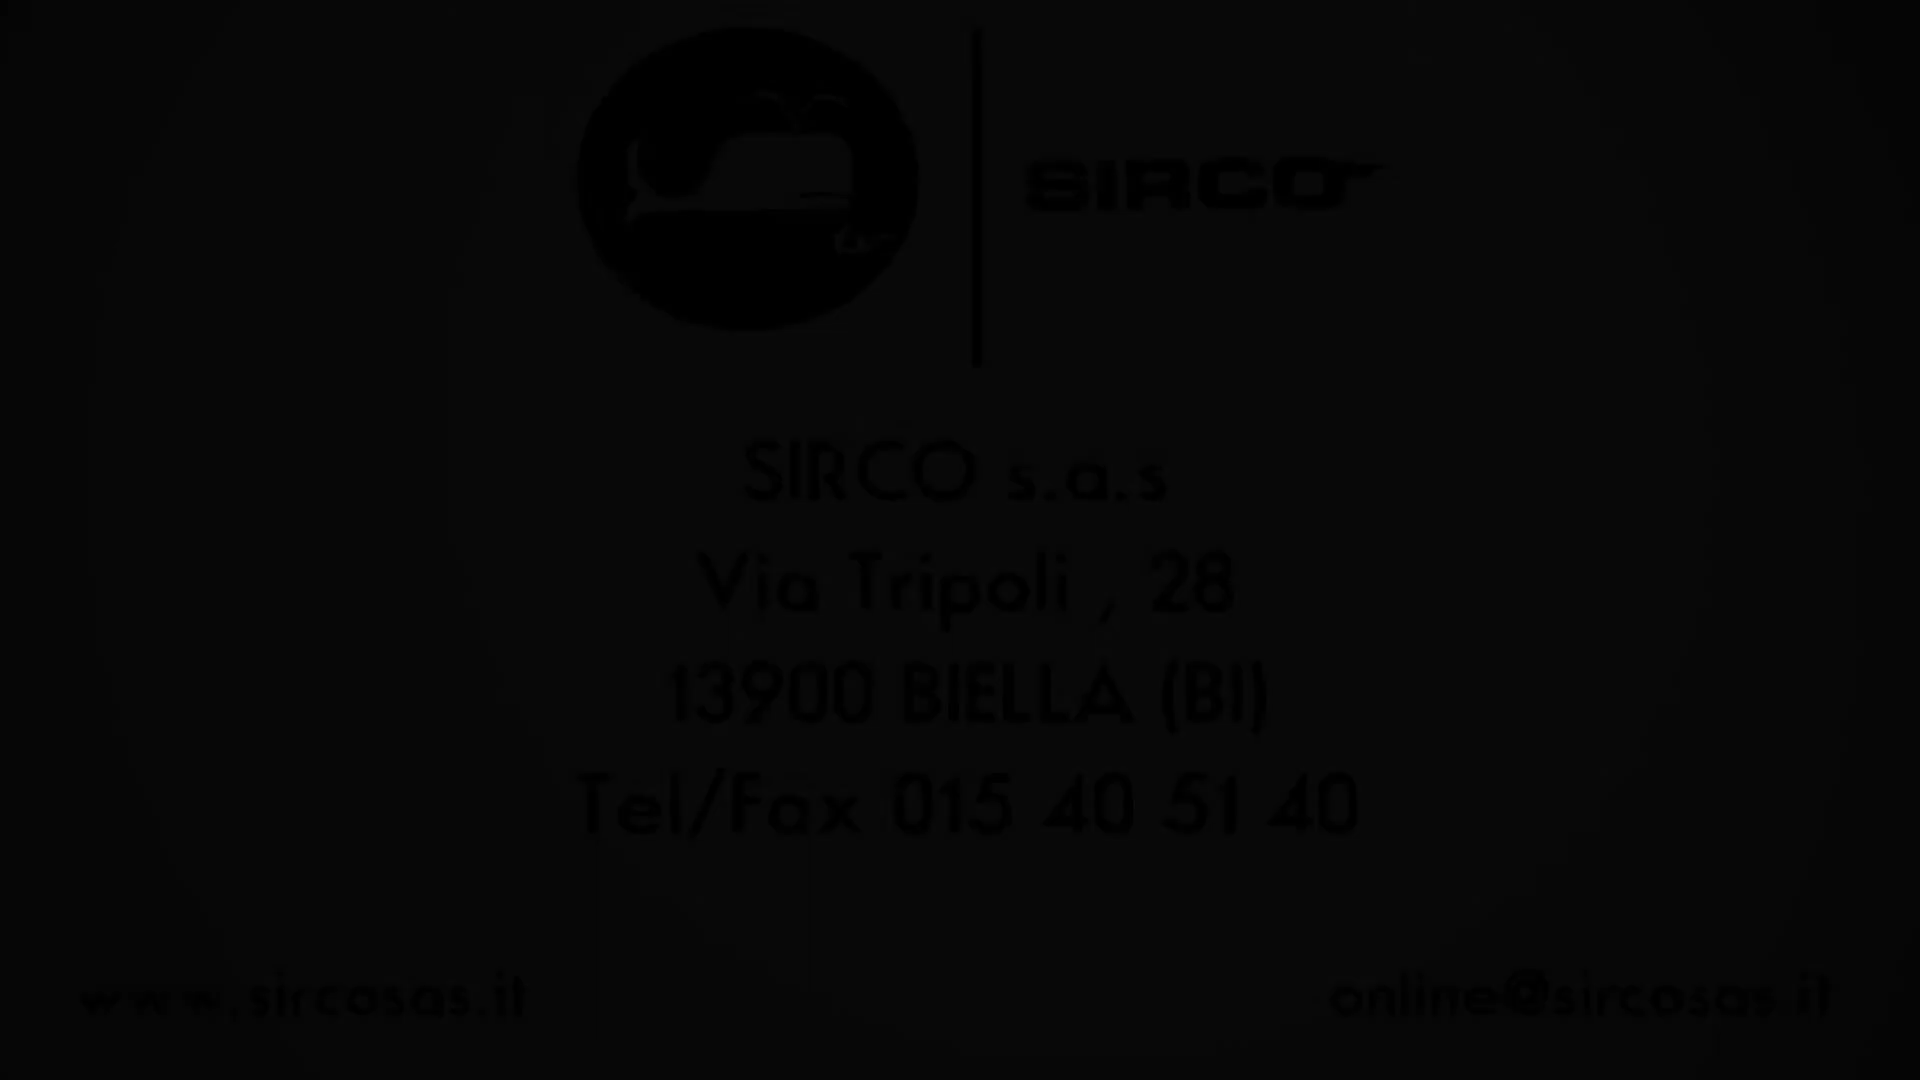 SIRCO
SIRCO s.a.s
Via Tripoli , 28
13900 BIELLA (BI)
Tel/Fax 015 40 51 40
www.sircosas.it
online@sircosas.it